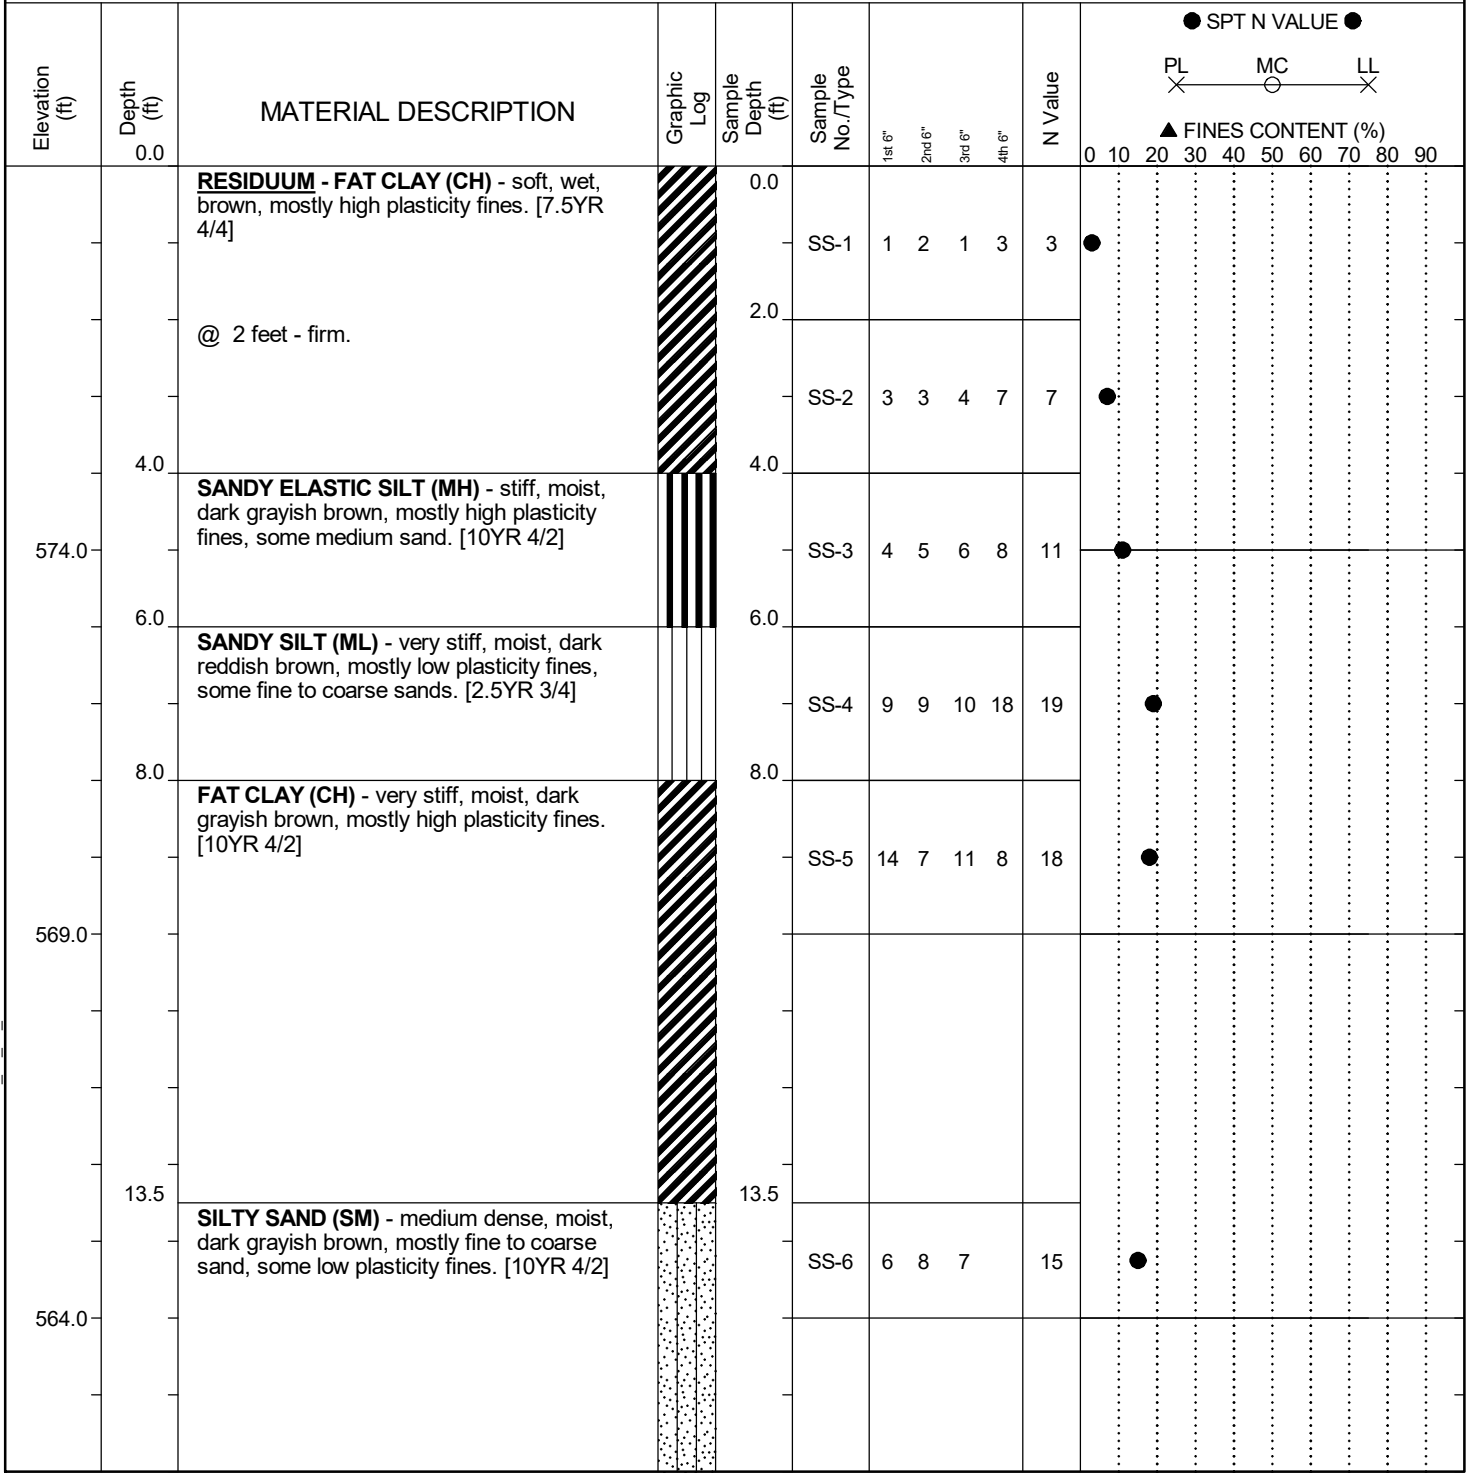 ● SPT N VALUE ●
PL MC LL
▲ FINES CONTENT (%)
0 10 20 30 40 50 60 70 80 90
Elevation (ft)
Depth (ft)
0.0
MATERIAL DESCRIPTION
Graphic Log
Sample Depth (ft)
Sample No./Type
1st 6"
2nd 6"
3rd 6"
4th 6"
N Value
RESIDUUM - FAT CLAY (CH) - soft, wet,
brown, mostly high plasticity fines. [7.5YR
4/4]
0.0
SS-1 1 2 1 3 3
2.0
@ 2 feet - firm.
SS-2 3 3 4 7 7
4.0 4.0
SANDY ELASTIC SILT (MH) - stiff, moist,
dark grayish brown, mostly high plasticity
fines, some medium sand. [10YR 4/2]
574.0
SS-3 4 5 6 8 11
6.0 6.0
SANDY SILT (ML) - very stiff, moist, dark
reddish brown, mostly low plasticity fines,
some fine to coarse sands. [2.5YR 3/4]
SS-4 9 9 10 18 19
8.0 8.0
FAT CLAY (CH) - very stiff, moist, dark
grayish brown, mostly high plasticity fines.
[10YR 4/2]
SS-5 14 7 11 8 18
569.0
13.5 13.5
SILTY SAND (SM) - medium dense, moist,
dark grayish brown, mostly fine to coarse
sand, some low plasticity fines. [10YR 4/2]
SS-6 6 8 7 15
564.0